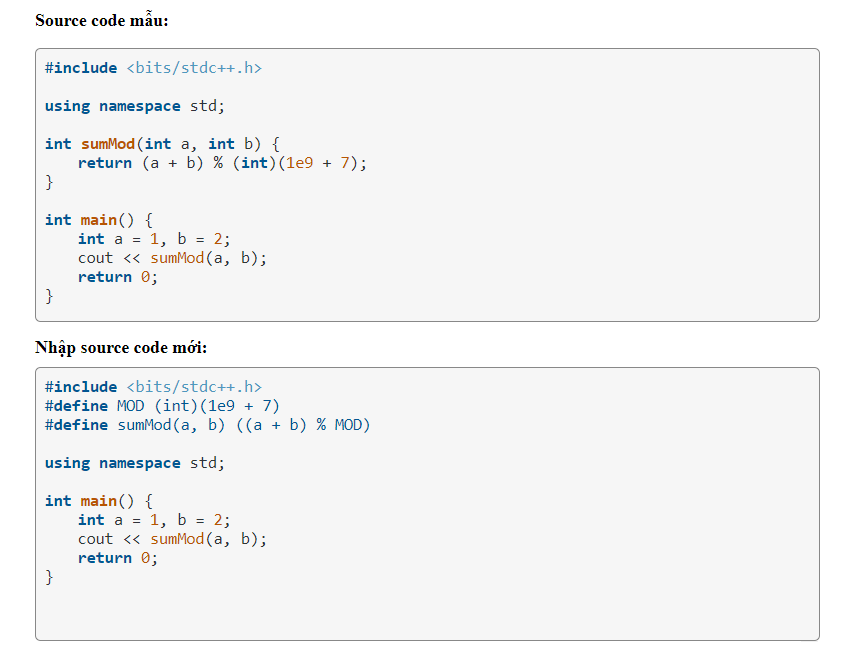 Source code mẫu:
#include <bits/stdc++.h>
using namespace std;
int sumMod(int a, int b) {
    return (a + b) % (int)(1e9 + 7);
}
int main() {
    int a = 1, b = 2;
    cout << sumMod(a, b);
    return 0;
}
Nhập source code mới:
#include <bits/stdc++.h>
#define MOD (int)(1e9 + 7)
#define sumMod(a, b) ((a + b) % MOD)
using namespace std;
int main() {
    int a = 1, b = 2;
    cout << sumMod(a, b);
    return 0;
}